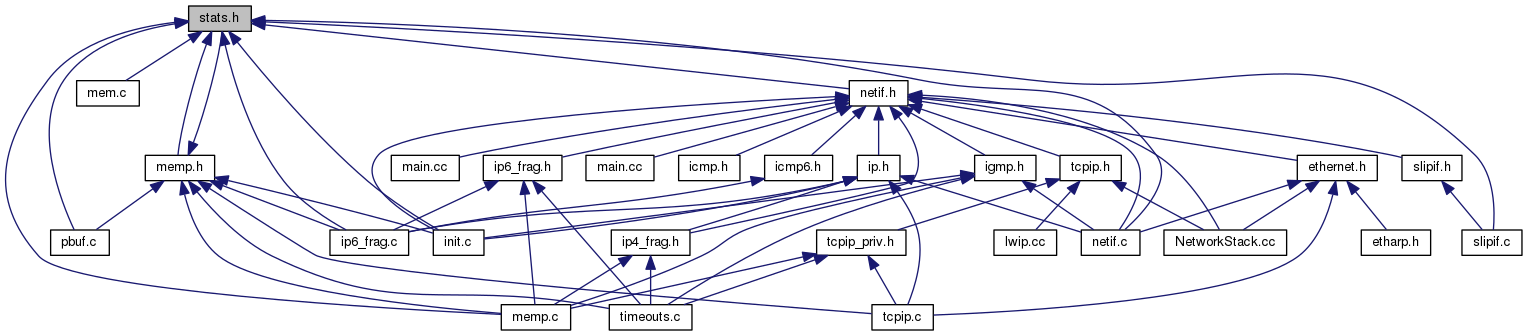 stats.h
mem.c
netif.h
memp.h
main.cc
ip6_frag.h
main.cc
icmp.h
icmp6.h
ip.h
igmp.h
tcpip.h
ethernet.h
slipif.h
pbuf.c
ip6_frag.c
init.c
ip4_frag.h
tcpip_priv.h
lwip.cc
netif.c
NetworkStack.cc
etharp.h
slipif.c
memp.c
timeouts.c
tcpip.c